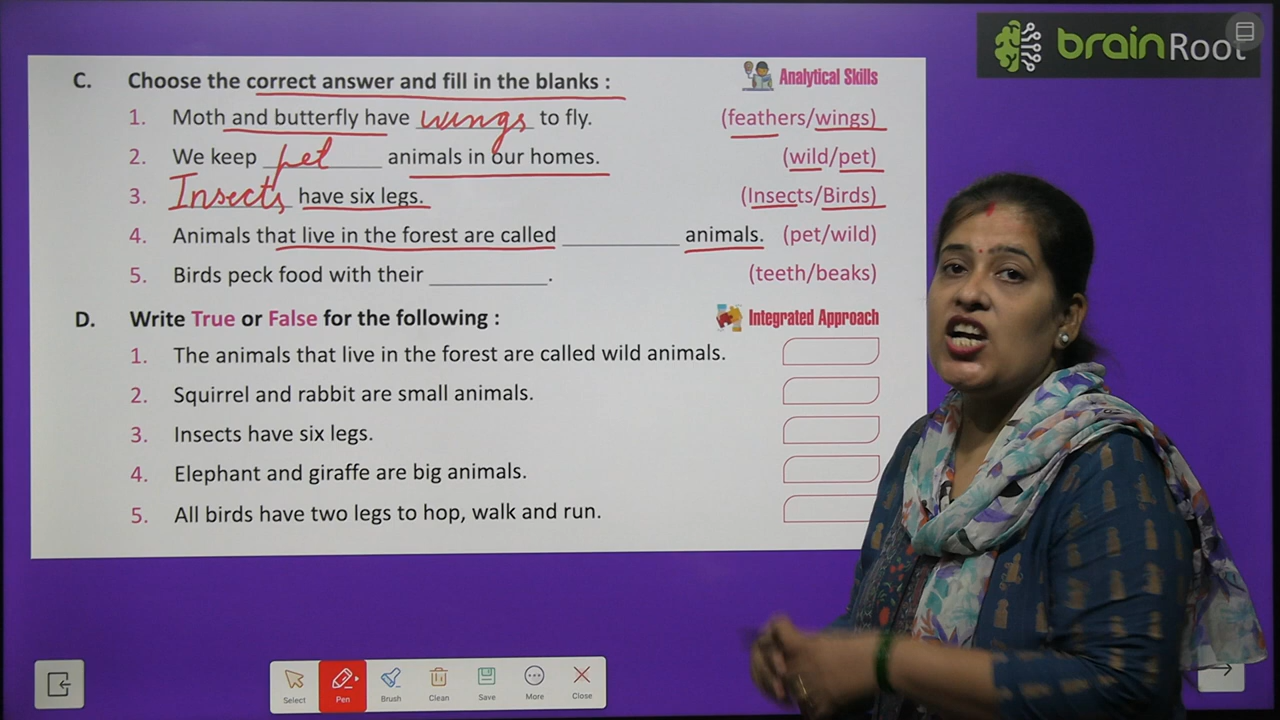 brainRoot
C. Choose the correct answer and fill in the blanks : Analytical Skills
1. Moth and butterfly have wings to fly. (feathers/wings)
2. We keep pet animals in our homes. (wild/pet)
3. Insects have six legs. (Insects/Birds)
4. Animals that live in the forest are called __________ animals. (pet/wild)
5. Birds peck food with their __________. (teeth/beaks)
D. Write True or False for the following : Integrated Approach
1. The animals that live in the forest are called wild animals.
2. Squirrel and rabbit are small animals.
3. Insects have six legs.
4. Elephant and giraffe are big animals.
5. All birds have two legs to hop, walk and run.
Select Pen Brush Clean Save More Close